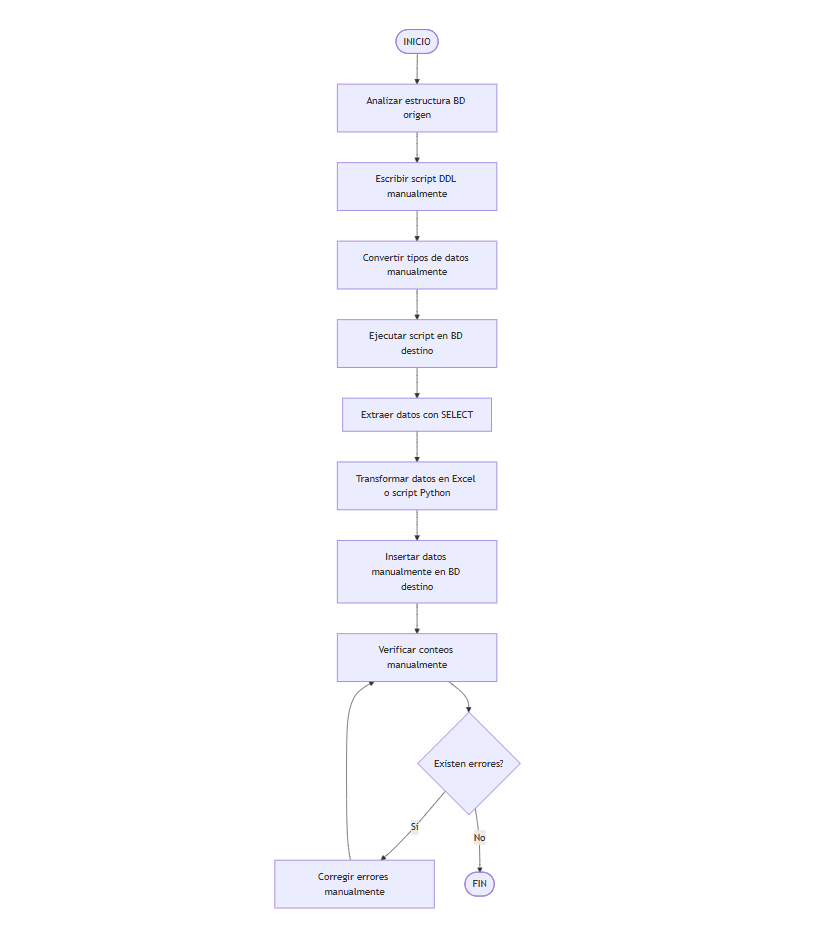 INICIO
Analizar estructura BD
origen
Escribir script DDL
manualmente
Convertir tipos de datos
manualmente
Ejecutar script en BD
destino
Extraer datos con SELECT
Transformar datos en Excel
o script Python
Insertar datos
manualmente en BD
destino
Verificar conteos
manualmente
Existen errores?
Sí
No
Corregir errores
manualmente
FIN